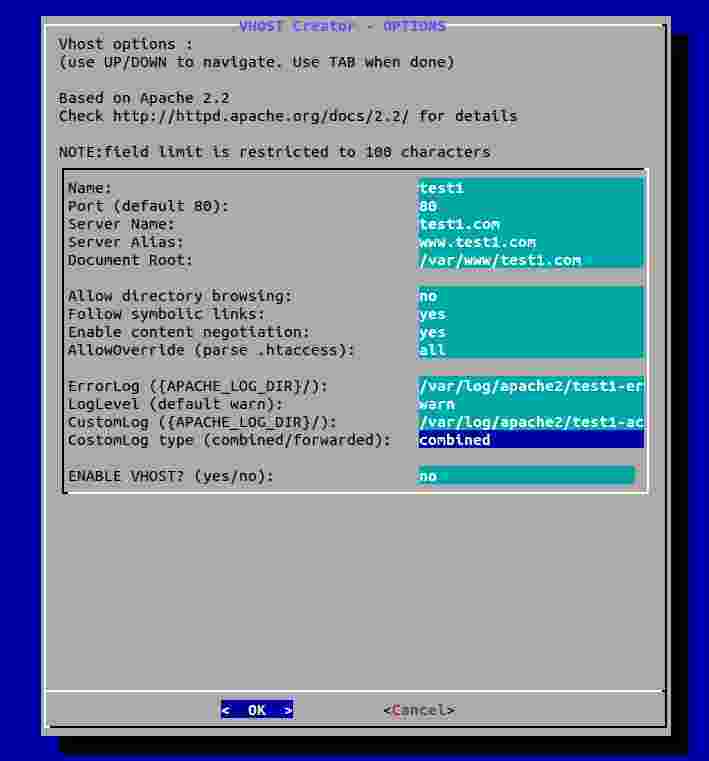 VHOST Creator - OPTIONS
Vhost options :
(use UP/DOWN to navigate. Use TAB when done)
Based on Apache 2.2
Check http://httpd.apache.org/docs/2.2/ for details
NOTE:field limit is restricted to 100 characters
Name: test1
Port (default 80): 80
Server Name: test1.com
Server Alias: www.test1.com
Document Root: /var/www/test1.com
Allow directory browsing: no
Follow symbolic links: yes
Enable content negotiation: yes
AllowOverride (parse .htaccess): all
ErrorLog ({APACHE_LOG_DIR}/): /var/log/apache2/test1-er
LogLevel (default warn): warn
CustomLog ({APACHE_LOG_DIR}/): /var/log/apache2/test1-ac
CostomLog type (combined/forwarded): combined
ENABLE VHOST? (yes/no): no
< OK > <Cancel>